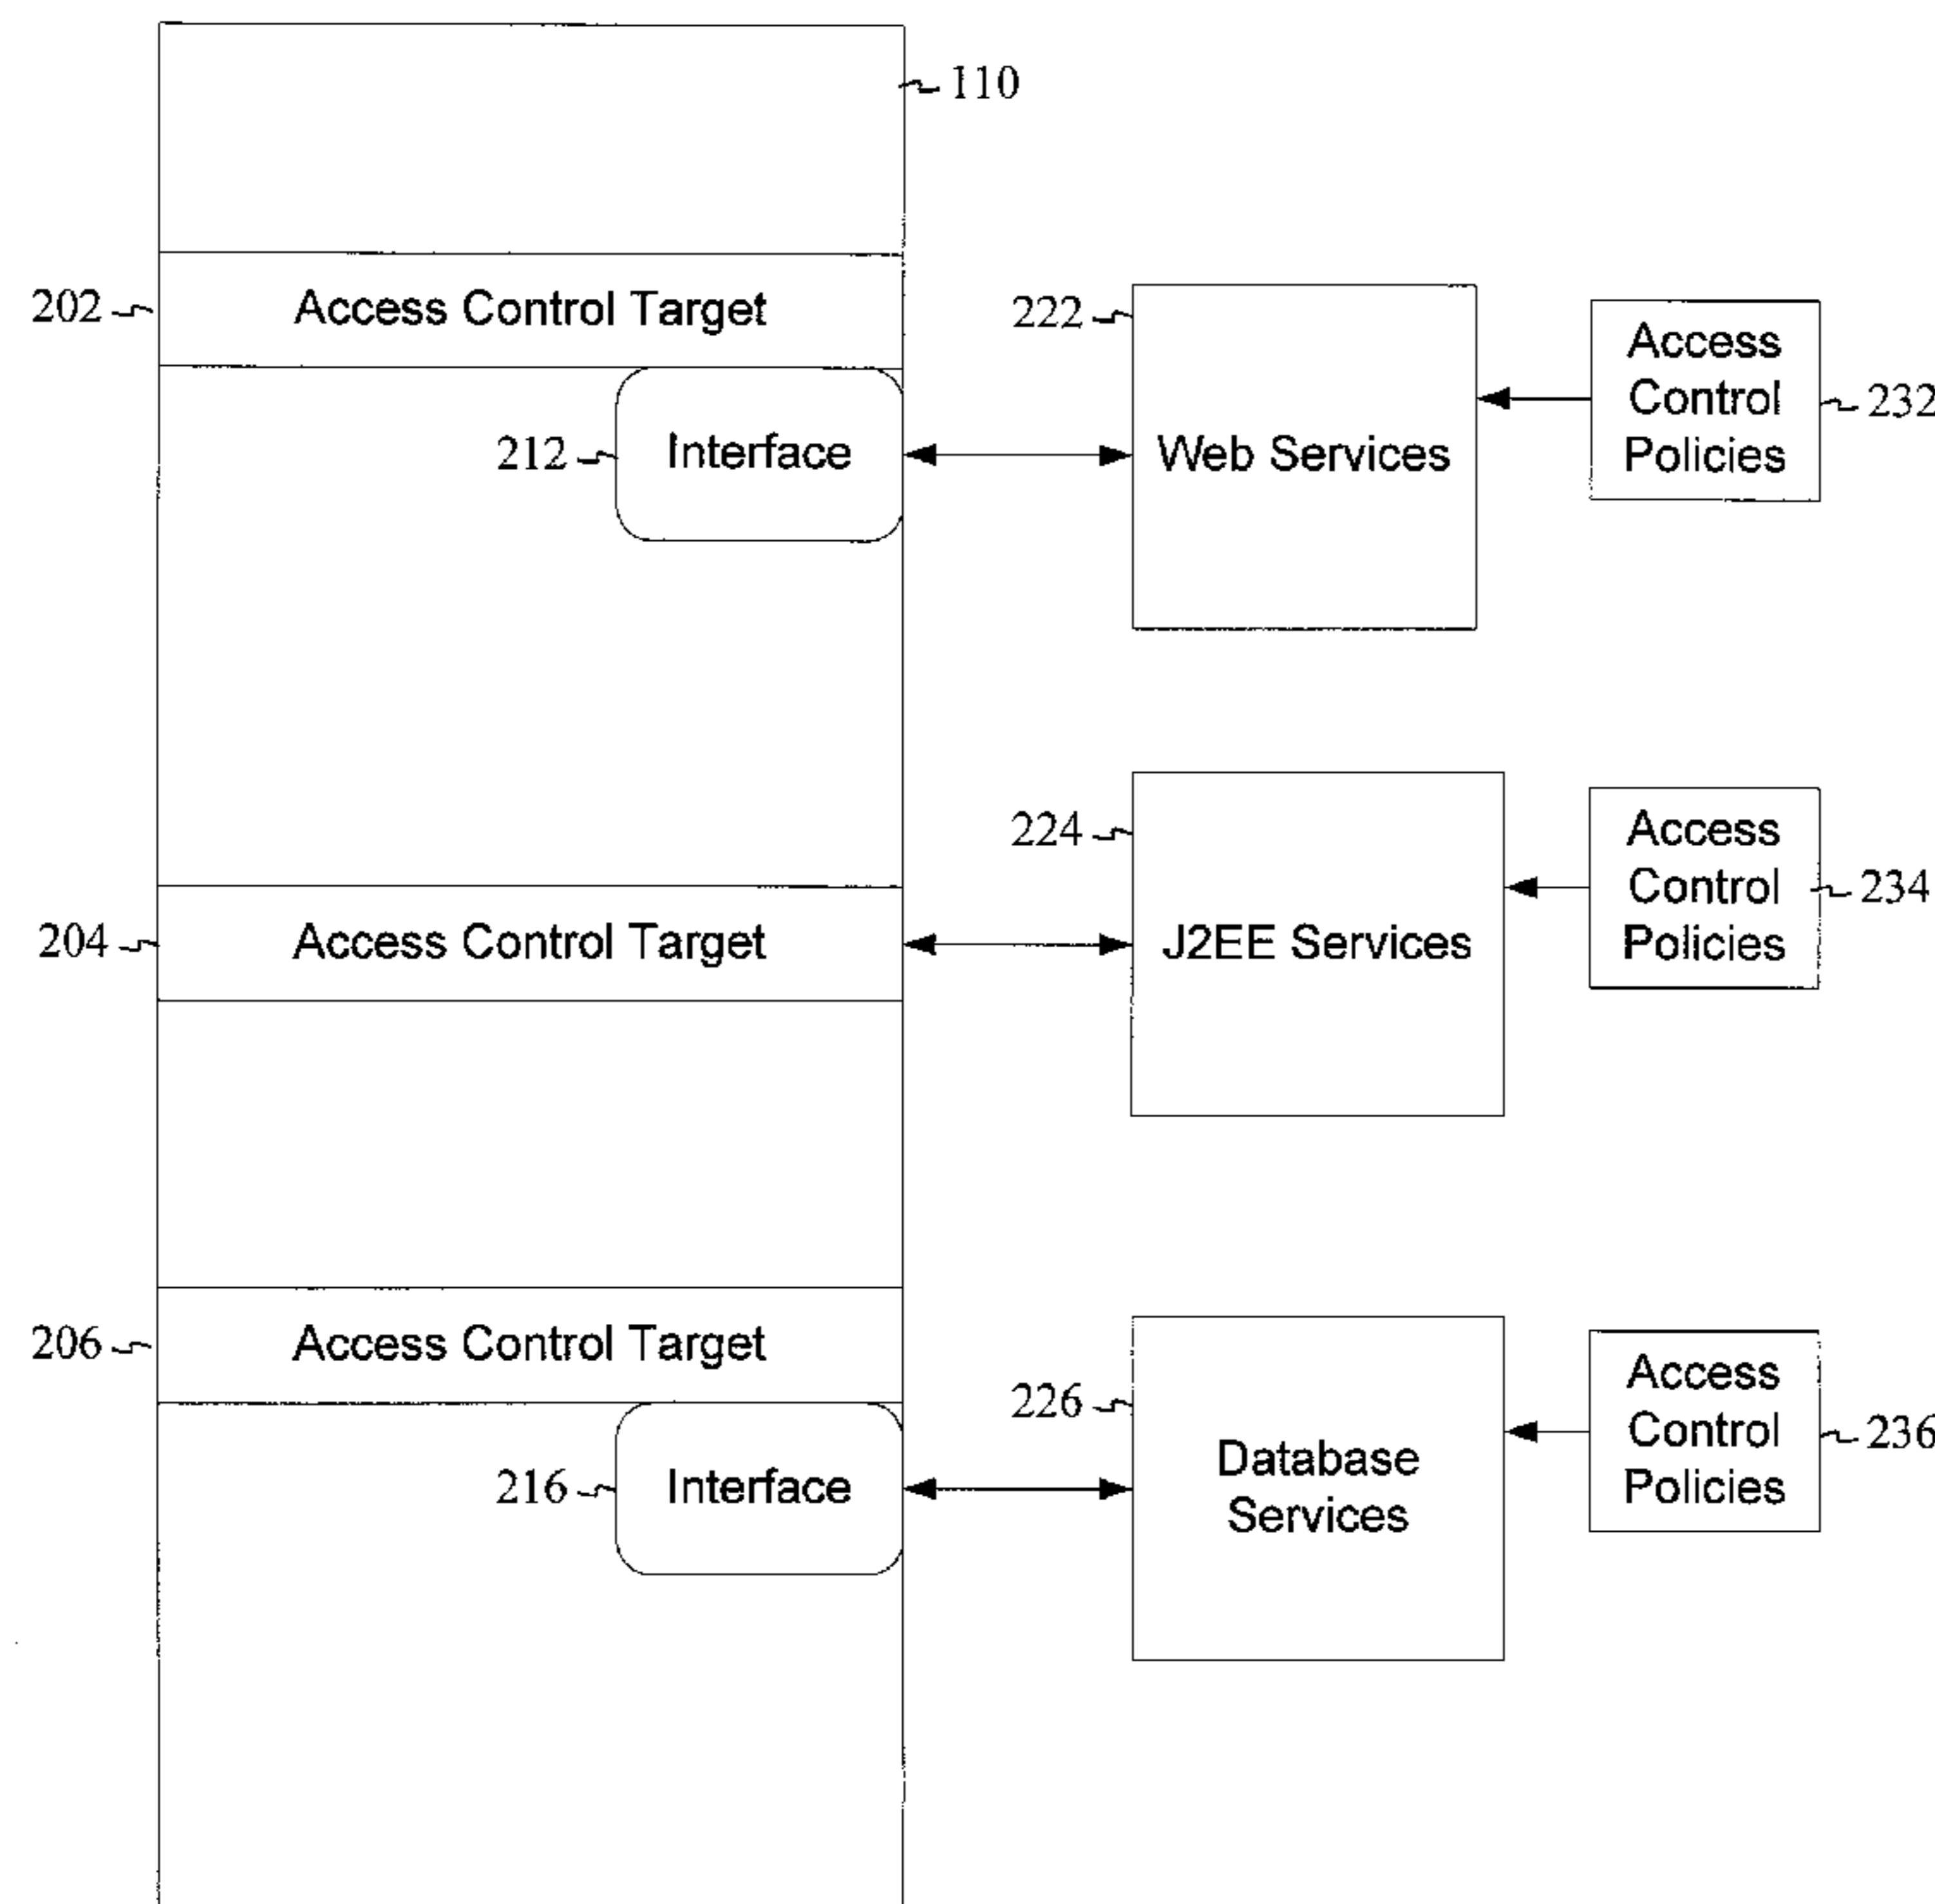 110
202
Access Control Target
222
Access
Control
Policies
232
212
Interface
Web Services
224
Access
Control
Policies
234
204
Access Control Target
J2EE Services
206
Access Control Target
226
Access
Control
Policies
236
216
Interface
Database
Services